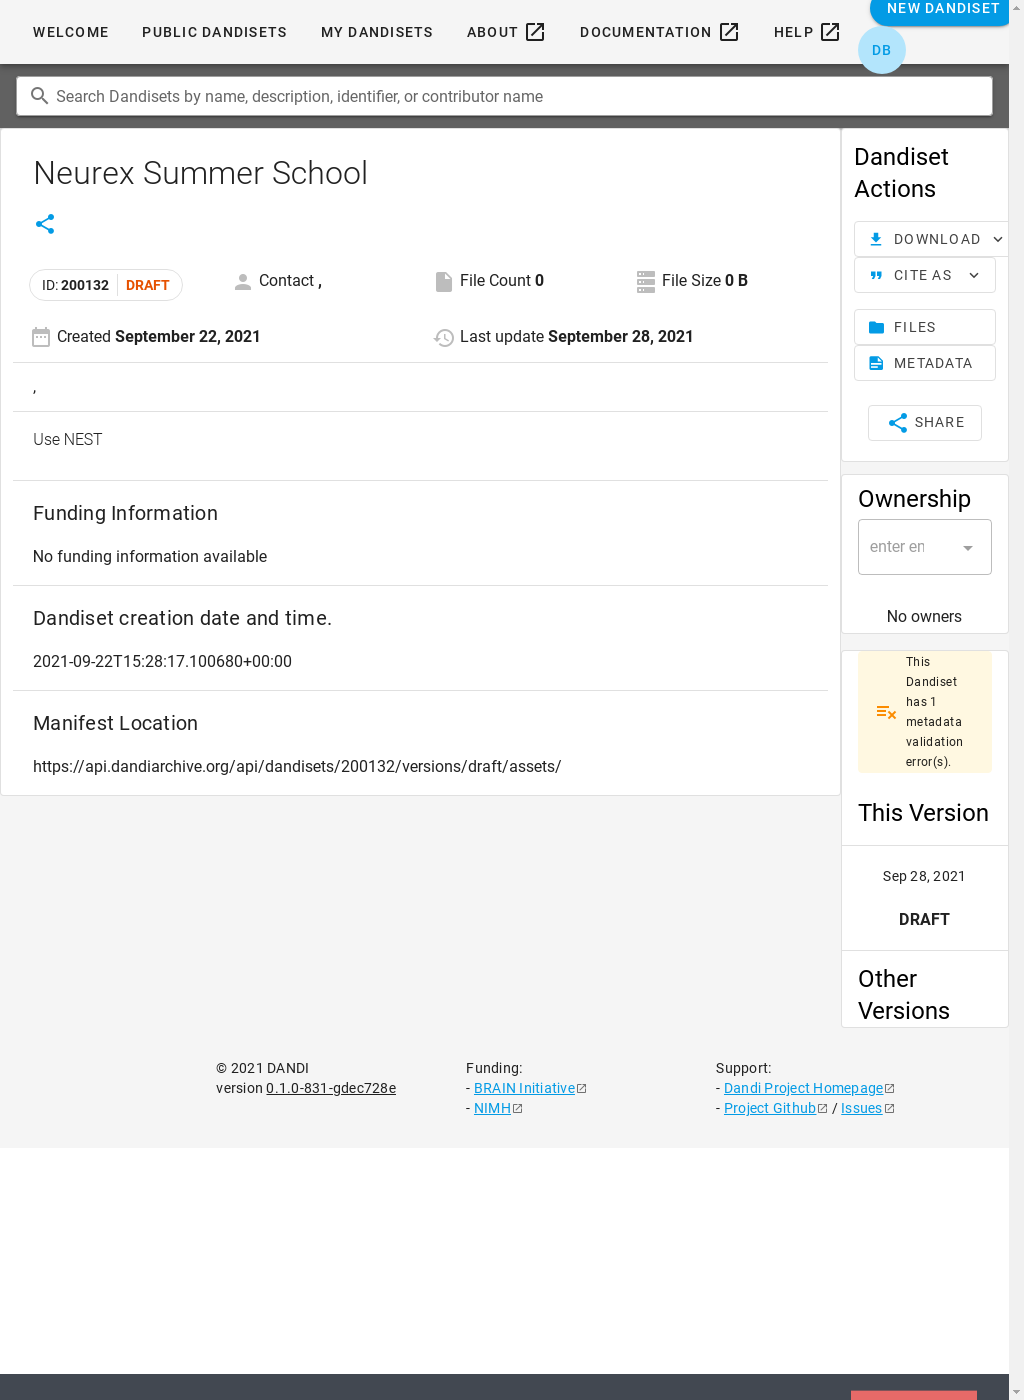 WELCOME
PUBLIC DANDISETS
MY DANDISETS
ABOUT
DOCUMENTATION
HELP
NEW DANDISET
DB
Search Dandisets by name, description, identifier, or contributor name
Neurex Summer School
ID: 200132 DRAFT
Contact ,
File Count 0
File Size 0 B
Created September 22, 2021
Last update September 28, 2021
,
Use NEST
Funding Information
No funding information available
Dandiset creation date and time.
2021-09-22T15:28:17.100680+00:00
Manifest Location
https://api.dandiarchive.org/api/dandisets/200132/versions/draft/assets/
Dandiset
Actions
DOWNLOAD
CITE AS
FILES
METADATA
SHARE
Ownership
enter en
No owners
This
Dandiset
has 1
metadata
validation
error(s).
This Version
Sep 28, 2021
DRAFT
Other
Versions
© 2021 DANDI
version 0.1.0-831-gdec728e
Funding:
- BRAIN Initiative
- NIMH
Support:
- Dandi Project Homepage
- Project Github / Issues